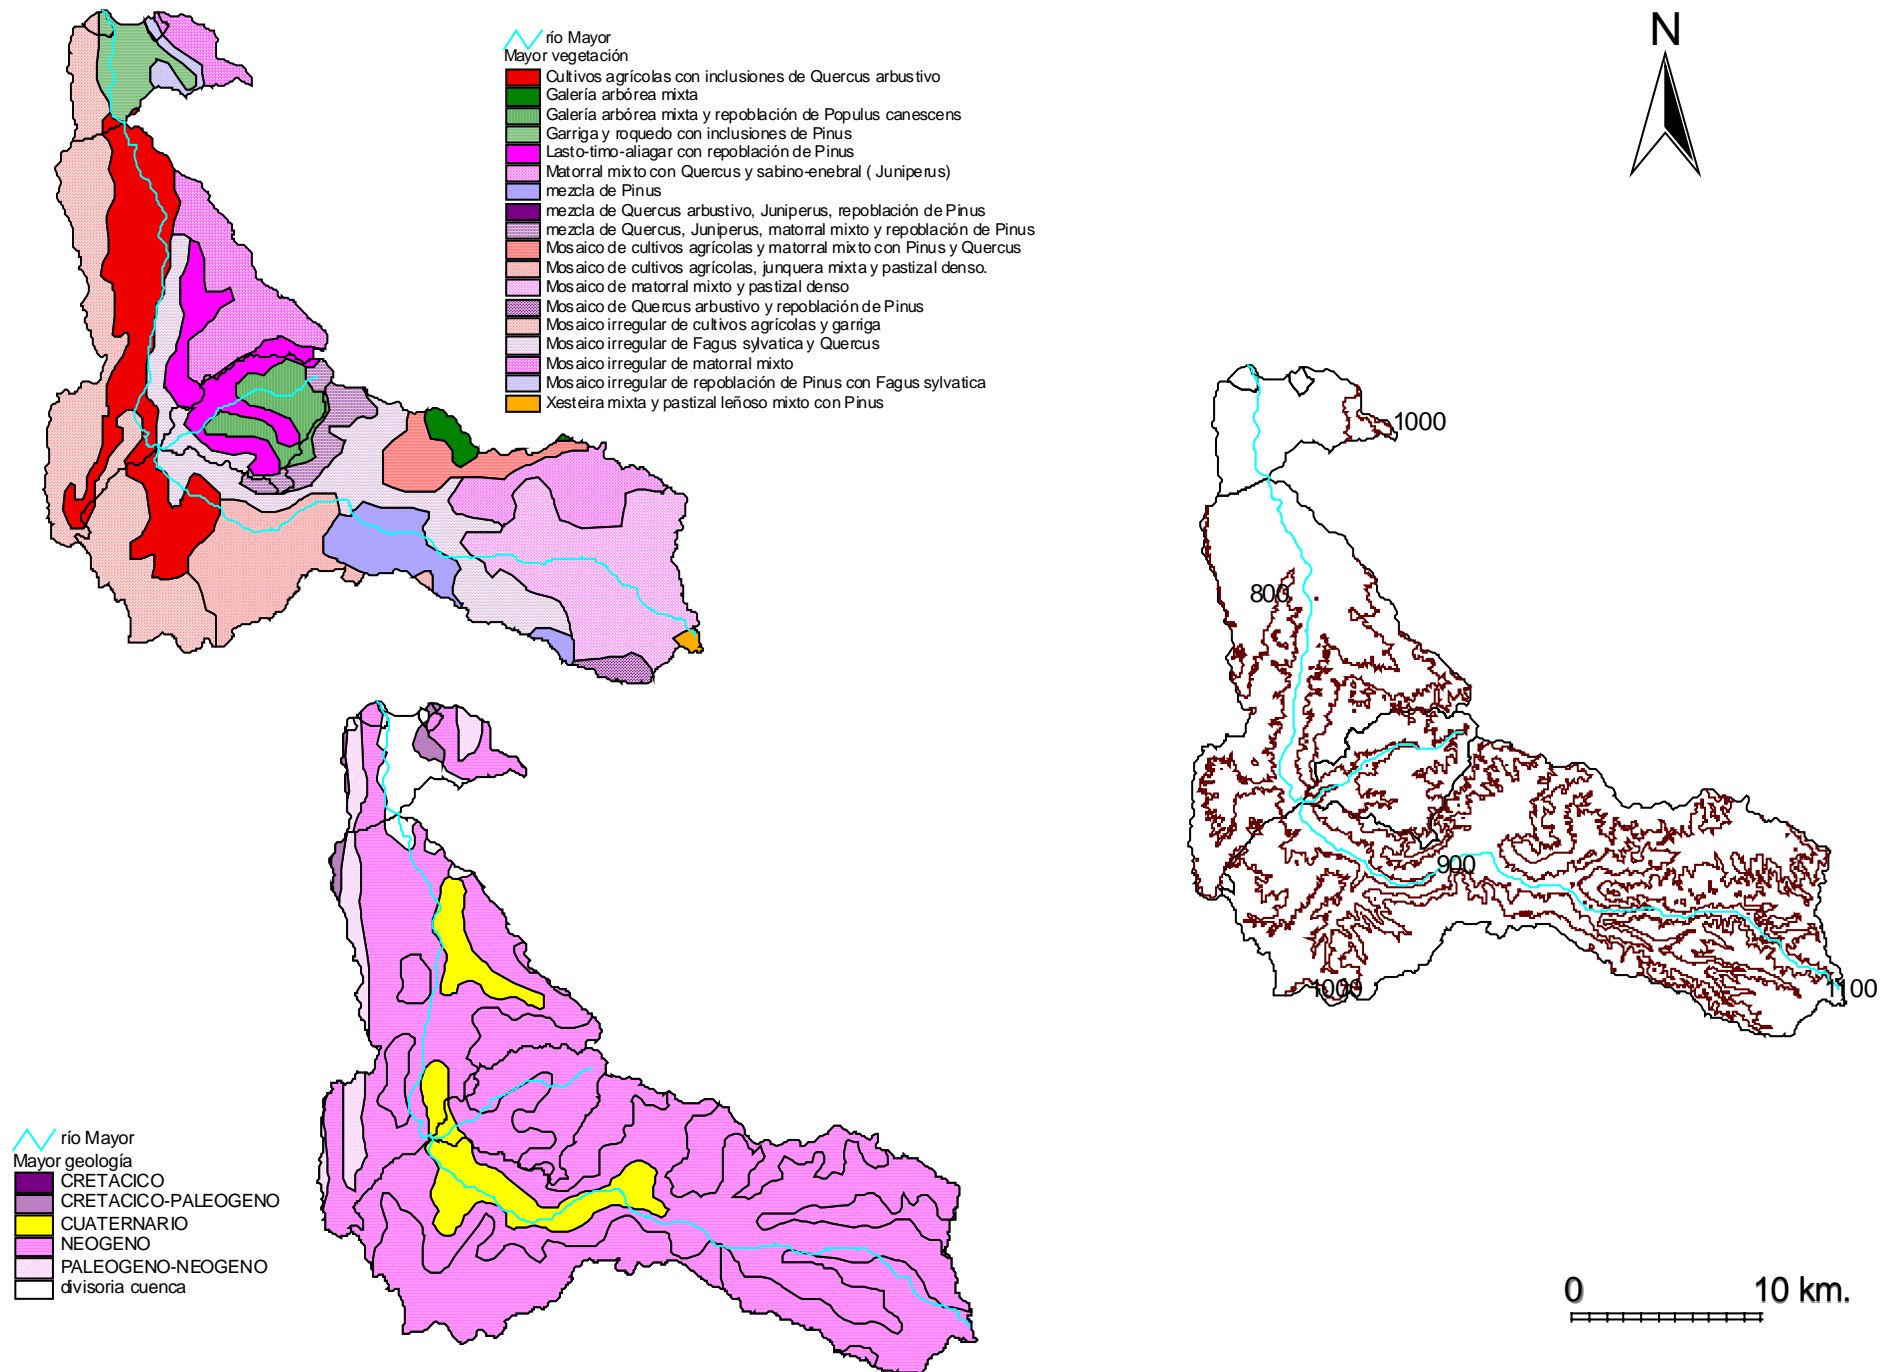 río Mayor
Mayor vegetación
Cultivos agrícolas con inclusiones de Quercus arbustivo
Galería arbórea mixta
Galería arbórea mixta y repoblación de Populus canescens
Garriga y roquedo con inclusiones de Pinus
Lasto-timo-aliagar con repoblación de Pinus
Matorral mixto con Quercus y sabino-enebral ( Juniperus)
mezcla de Pinus
mezcla de Quercus arbustivo, Juniperus, repoblación de Pinus
mezcla de Quercus, Juniperus, matorral mixto y repoblación de Pinus
Mosaico de cultivos agrícolas y matorral mixto con Pinus y Quercus
Mosaico de cultivos agrícolas, junquera mixta y pastizal denso.
Mosaico de matorral mixto y pastizal denso
Mosaico de Quercus arbustivo y repoblación de Pinus
Mosaico irregular de cultivos agrícolas y garriga
Mosaico irregular de Fagus sylvatica y Quercus
Mosaico irregular de matorral mixto
Mosaico irregular de repoblación de Pinus con Fagus sylvatica
Xesteira mixta y pastizal leñoso mixto con Pinus
N
1000
800
900
1000
1100
río Mayor
Mayor geología
CRETACICO
CRETACICO-PALEOGENO
CUATERNARIO
NEOGENO
PALEOGENO-NEOGENO
divisoria cuenca
0 10 km.